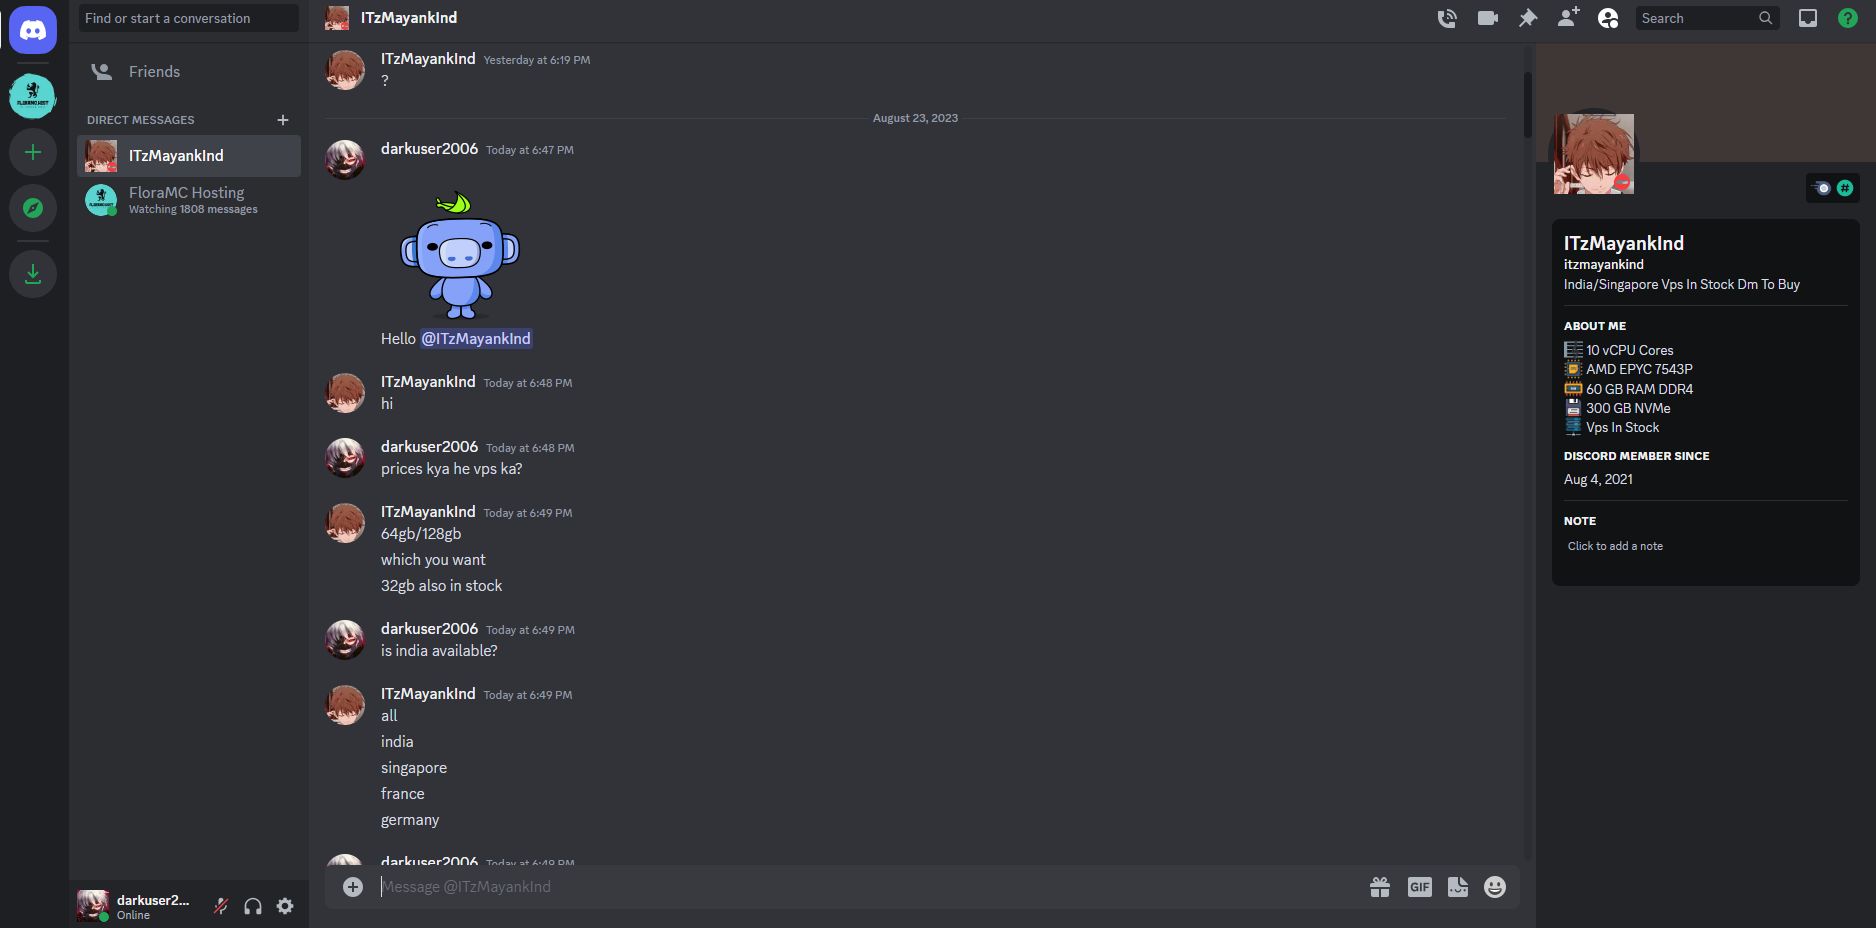 Find or start a conversation
Friends
DIRECT MESSAGES
ITzMayankInd
FloraMC Hosting
Watching 1808 messages
darkuser2...
Online
ITzMayankInd
Search
ITzMayankInd Yesterday at 6:19 PM
?
August 23, 2023
darkuser2006 Today at 6:47 PM
Hello @ITzMayankInd
ITzMayankInd Today at 6:48 PM
hi
darkuser2006 Today at 6:48 PM
prices kya he vps ka?
ITzMayankInd Today at 6:49 PM
64gb/128gb
which you want
32gb also in stock
darkuser2006 Today at 6:49 PM
is india available?
ITzMayankInd Today at 6:49 PM
all
india
singapore
france
germany
darkuser2006 Today at 6:49 PM
Message @ITzMayankInd
GIF
ITzMayankInd
itzmayankind
India/Singapore Vps In Stock Dm To Buy
ABOUT ME
10 vCPU Cores
AMD EPYC 7543P
60 GB RAM DDR4
300 GB NVMe
Vps In Stock
DISCORD MEMBER SINCE
Aug 4, 2021
NOTE
Click to add a note